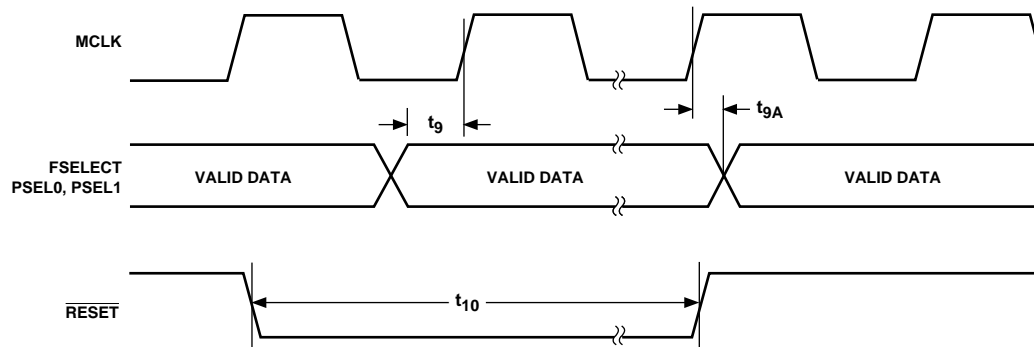 MCLK
t9
t9A
FSELECT
PSEL0, PSEL1
VALID DATA
VALID DATA
VALID DATA
RESET
t10